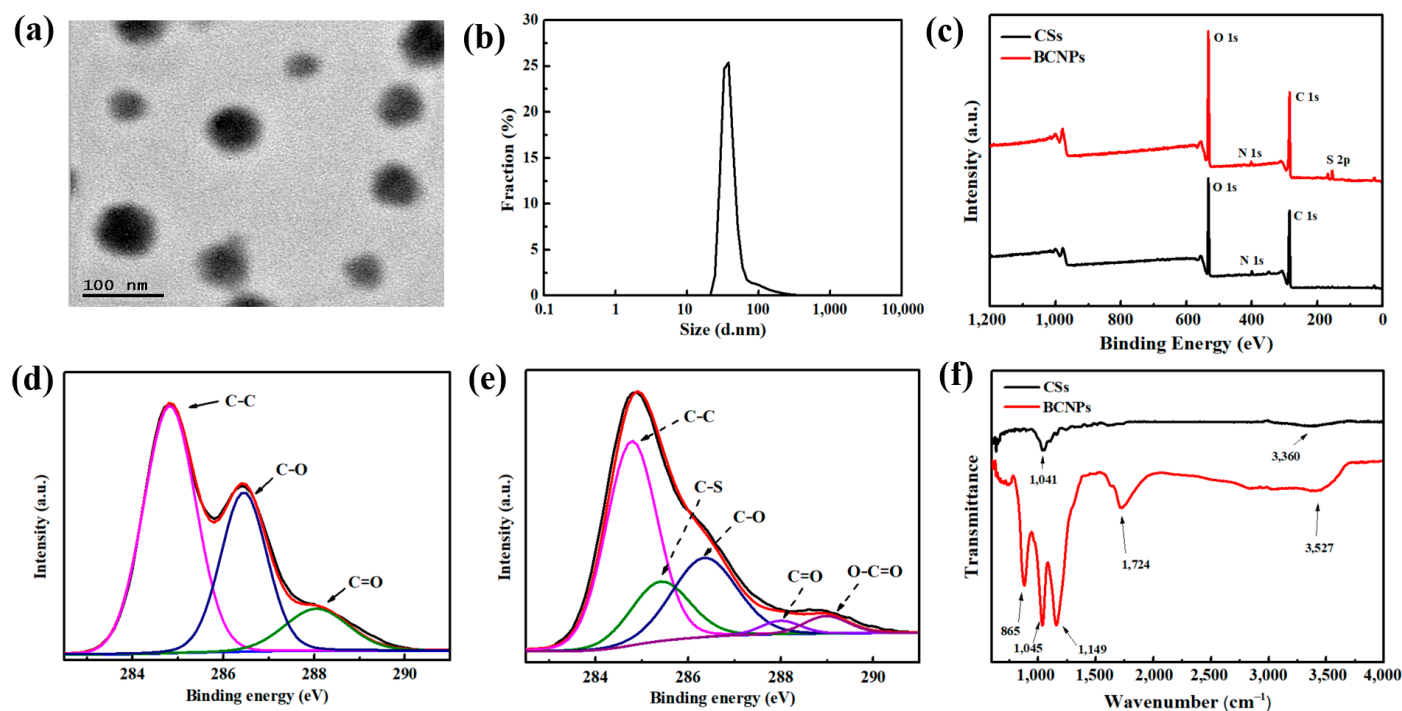 (a)
100 nm
(b)
Fraction (%)
30
25
20
15
10
5
0
0.1 1 10 100 1,000 10,000
Size (d.nm)
(c)
Intensity (a.u.)
CSs
BCNPs
O 1s
C 1s
N 1s
S 2p
O 1s
C 1s
N 1s
1,200 1,000 800 600 400 200 0
Binding Energy (eV)
(d)
Intensity (a.u.)
C–C
C–O
C=O
284 286 288 290
Binding energy (eV)
(e)
Intensity (a.u.)
C–C
C–S
C–O
C=O
O–C=O
284 286 288 290
Binding energy (eV)
(f)
Transmittance
CSs
BCNPs
1,041
3,360
865
1,045
1,149
1,724
3,527
1,000 1,500 2,000 2,500 3,000 3,500 4,000
Wavenumber (cm⁻¹)